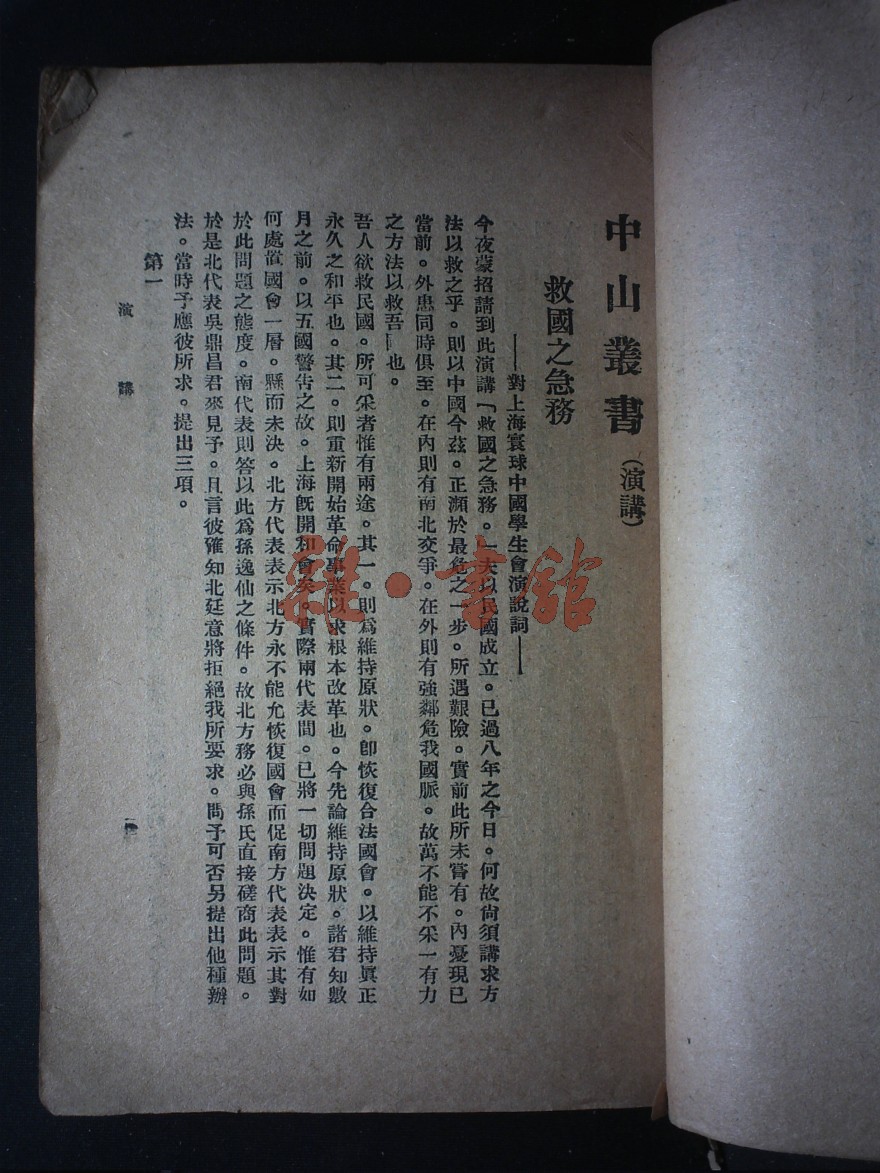 中山叢書(演講)
救國之急務
——對上海寰球中國學生會演說詞——
今夜蒙招請到此演講「救國之急務。」夫以民國成立。已過八年之今日。何故尙須講求方
法以救之乎。則以中國今茲。正瀕於最危之一步。所遇艱險。實前此所未嘗有。內憂現已
當前。外患同時俱至。在內則有南北交爭。在外則有強鄰危我國脈。故萬不能不采一有力
之方法以救吾 也。
吾人欲救民國。所可采者惟有兩途。其一。則爲維持原狀。卽恢復合法國會。以維持眞正
永久之和平也。其二。則重新開始革命事業以求根本改革也。今先論維持原狀。諸君知數
月之前。以五國警告之故。上海旣開和會矣。實際兩代表間。已將一切問題決定。惟有如
何處置國會一層。懸而未決。北方代表表示北方永不能允恢復國會而促南方代表表示其對
於此問題之態度。南代表則答以此爲孫逸仙之條件。故北方務必與孫氏直接磋商此問題。
於是北代表吳鼎昌君來見予。且言彼確知北廷意將拒絕我所要求。問予可否另提出他種辦
法。當時予應彼所求。提出三項。
第一
演講
雜·書館